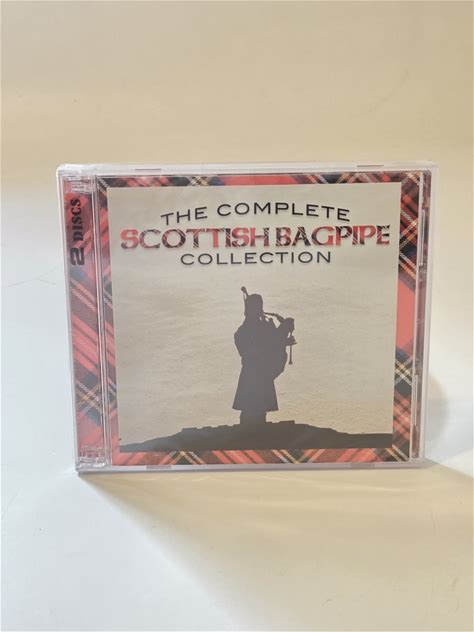 THE COMPLETE
SCOTTISH BAGPIPE
COLLECTION
2 DISCS